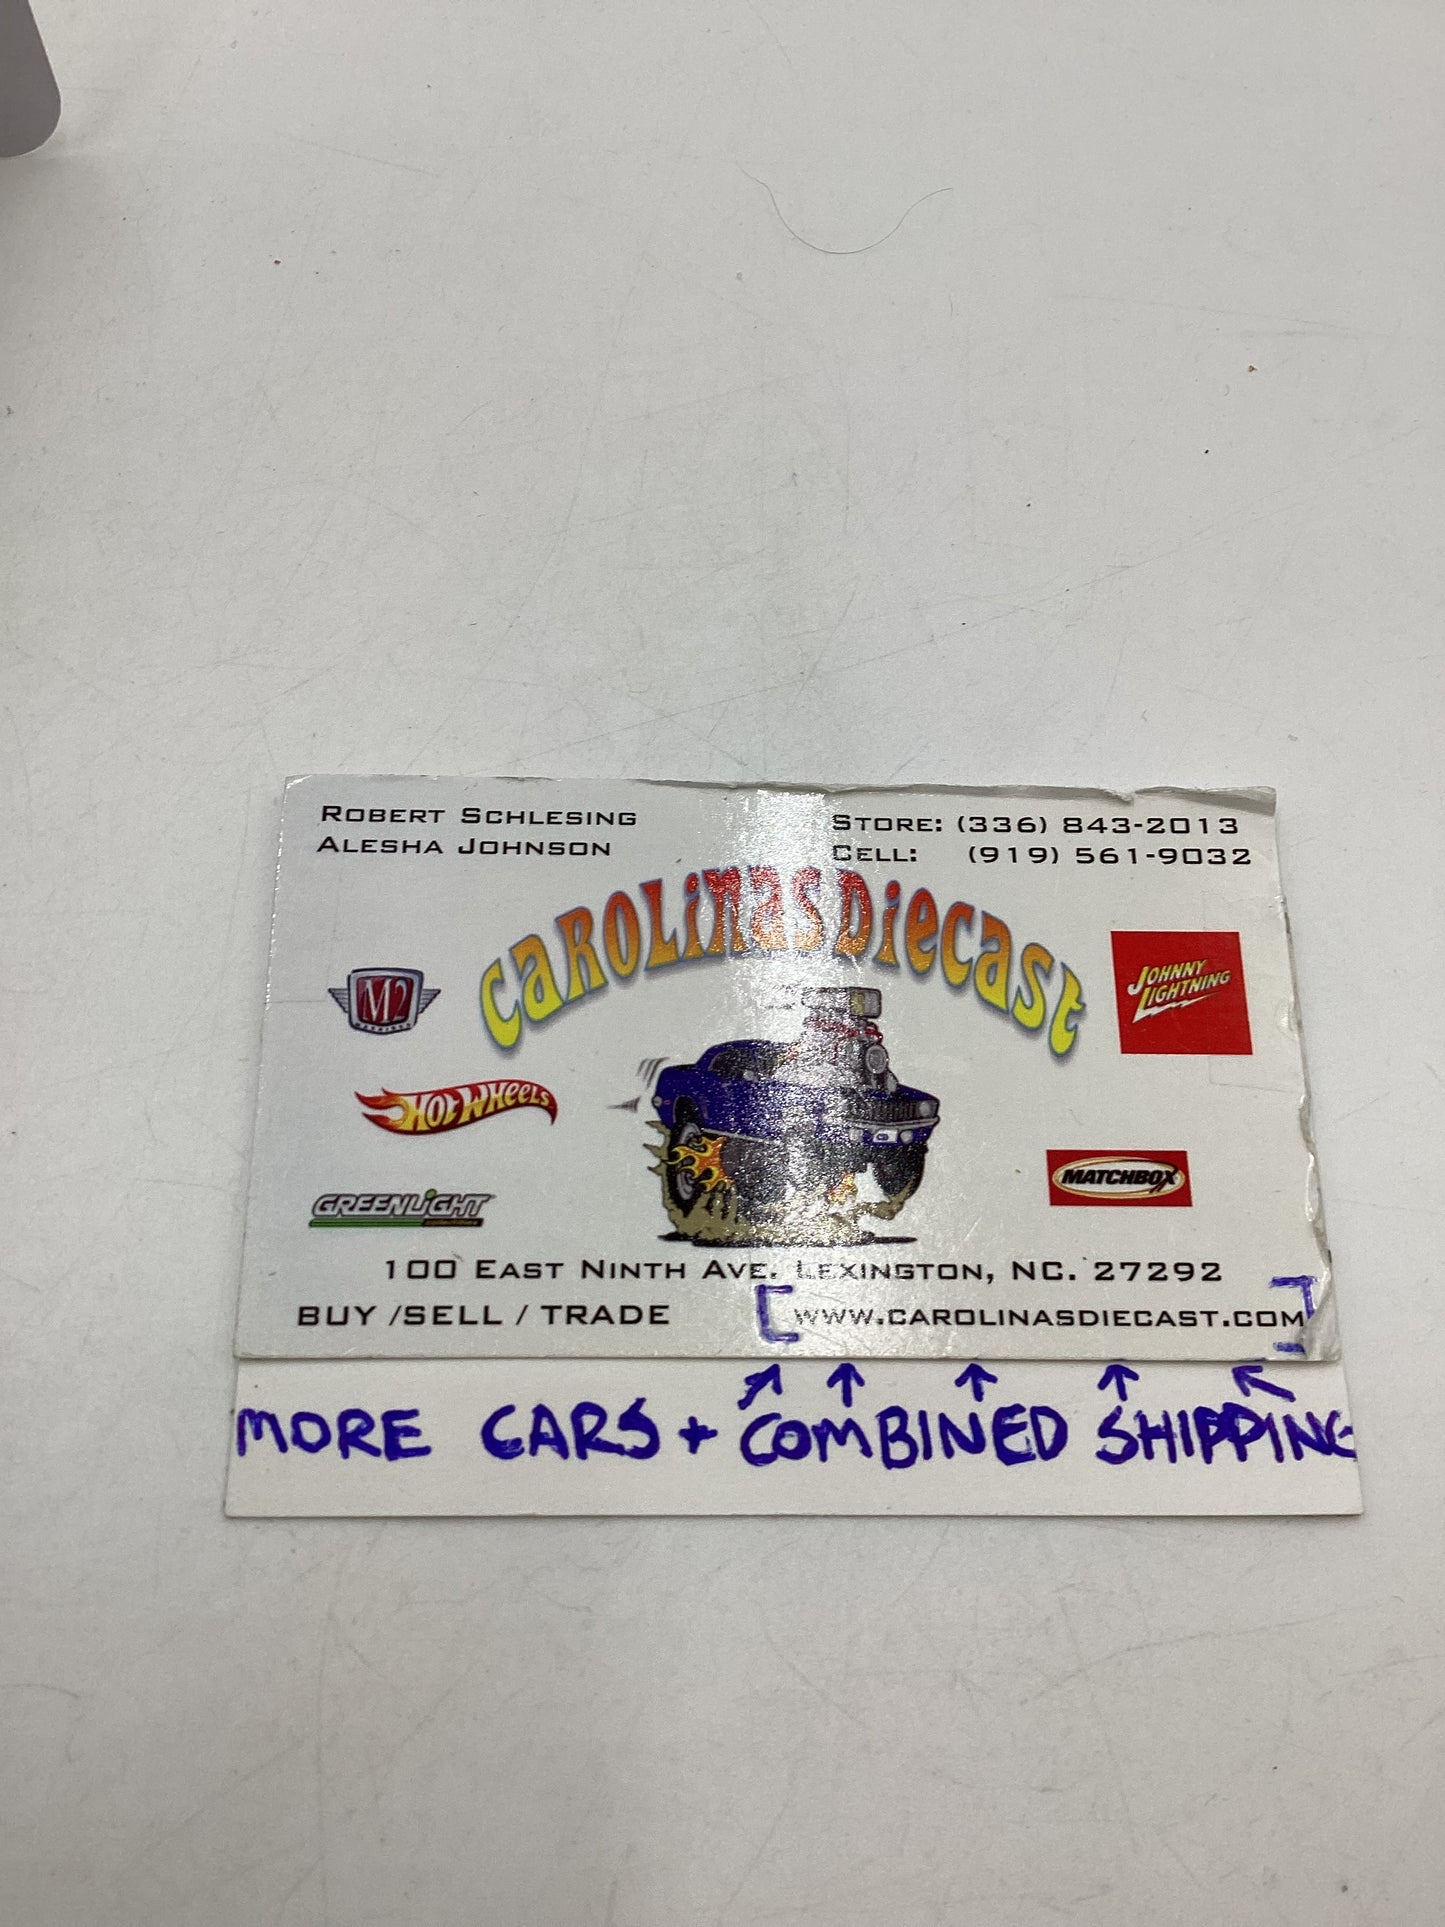 ROBERT SCHLESING
ALESHA JOHNSON
STORE: (336) 843-2013
CELL: (919) 561-9032
CAROLINAS DIECAST
M2
MACHINES
JOHNNY
LIGHTNING
HOT WHEELS
MATCHBOX
GREENLIGHT
collectibles
100 EAST NINTH AVE. LEXINGTON, NC. 27292
BUY /SELL / TRADE [WWW.CAROLINASDIECAST.COM]
MORE CARS + COMBINED SHIPPING